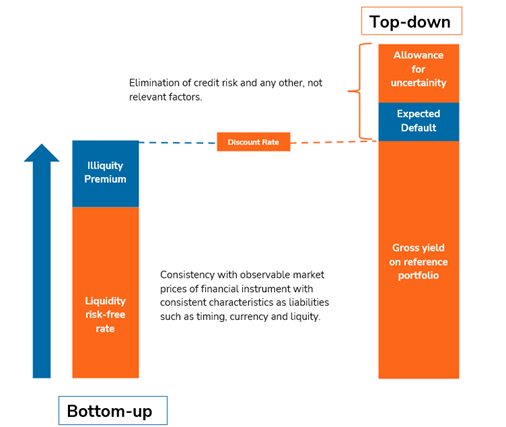 Top-down
Allowance
for
uncertainity
Elimination of credit risk and any other, not
relevant factors.
Expected
Default
Discount Rate
Illiquity
Premium
Gross yield
on reference
portfolio
Consistency with observable market
prices of financial instrument with
consistent characteristics as liabilities
such as timing, currency and liquity.
Liquidity
risk-free
rate
Bottom-up